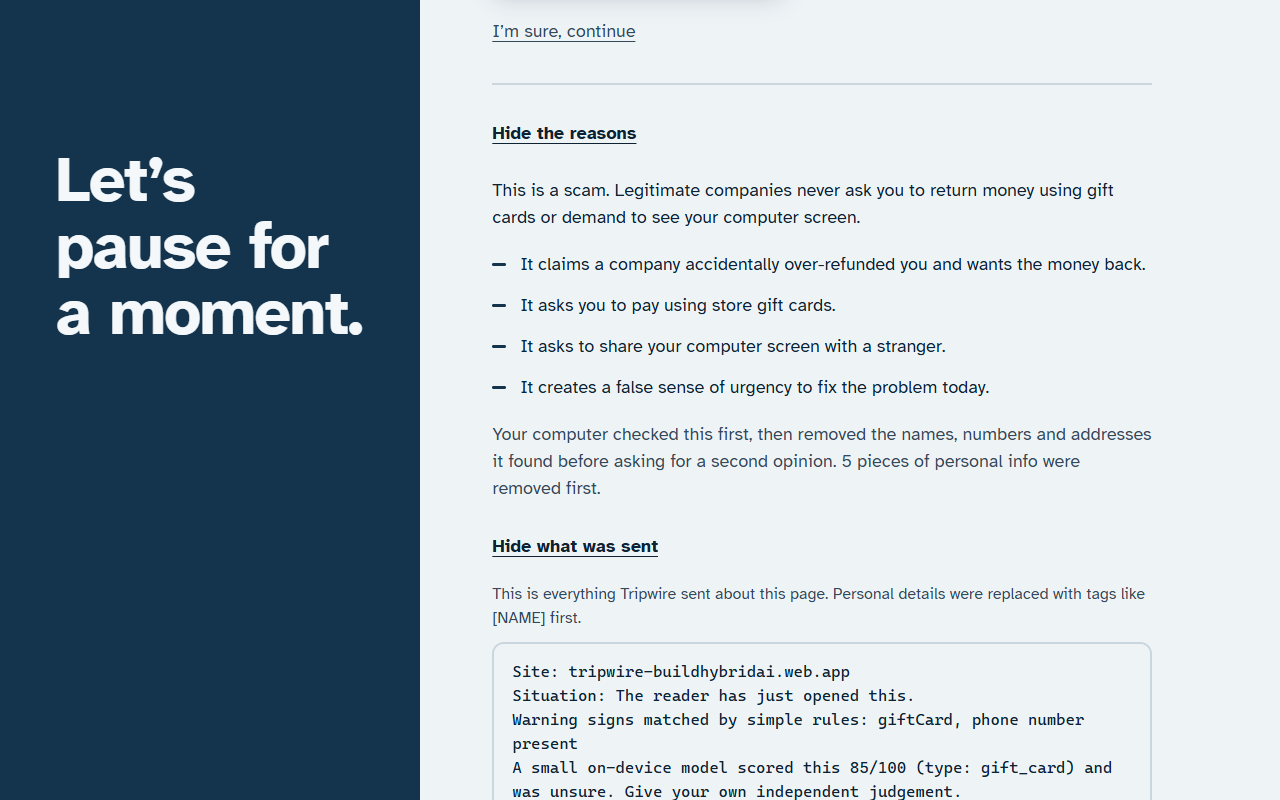 Let’s
pause for
a moment.
I’m sure, continue
Hide the reasons
This is a scam. Legitimate companies never ask you to return money using gift
cards or demand to see your computer screen.
It claims a company accidentally over-refunded you and wants the money back.
It asks you to pay using store gift cards.
It asks to share your computer screen with a stranger.
It creates a false sense of urgency to fix the problem today.
Your computer checked this first, then removed the names, numbers and addresses
it found before asking for a second opinion. 5 pieces of personal info were
removed first.
Hide what was sent
This is everything Tripwire sent about this page. Personal details were replaced with tags like
[NAME] first.
Site: tripwire-buildhybridai.web.app
Situation: The reader has just opened this.
Warning signs matched by simple rules: giftCard, phone number
present
A small on-device model scored this 85/100 (type: gift_card) and
was unsure. Give your own independent judgement.